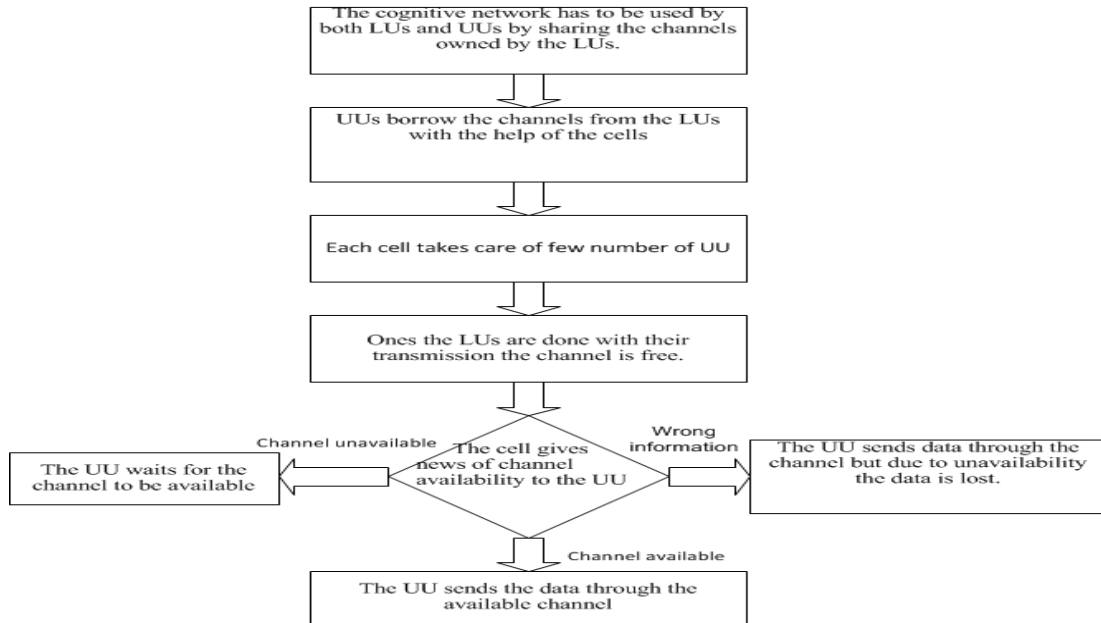 The cognitive network has to be used by
both LUs and UUs by sharing the channels
owned by the LUs.
UUs borrow the channels from the LUs
with the help of the cells
Each cell takes care of few number of UU
Ones the LUs are done with their
transmission the channel is free.
Channel unavailable
The cell gives
news of channel
availability to the UU
Wrong
information
The UU waits for the
channel to be available
The UU sends data through the
channel but due to unavailability
the data is lost.
Channel available
The UU sends the data through the
available channel